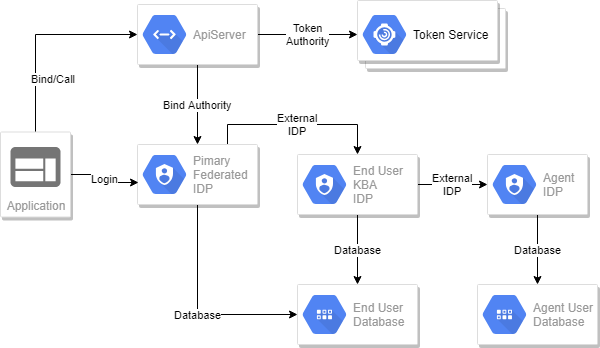 ApiServer
Token
Authority
Token Service
Bind/Call
Bind Authority
External
IDP
Application
Login
Pimary
Federated
IDP
End User
KBA
IDP
External
IDP
Agent
IDP
Database
Database
Database
End User
Database
Agent User
Database